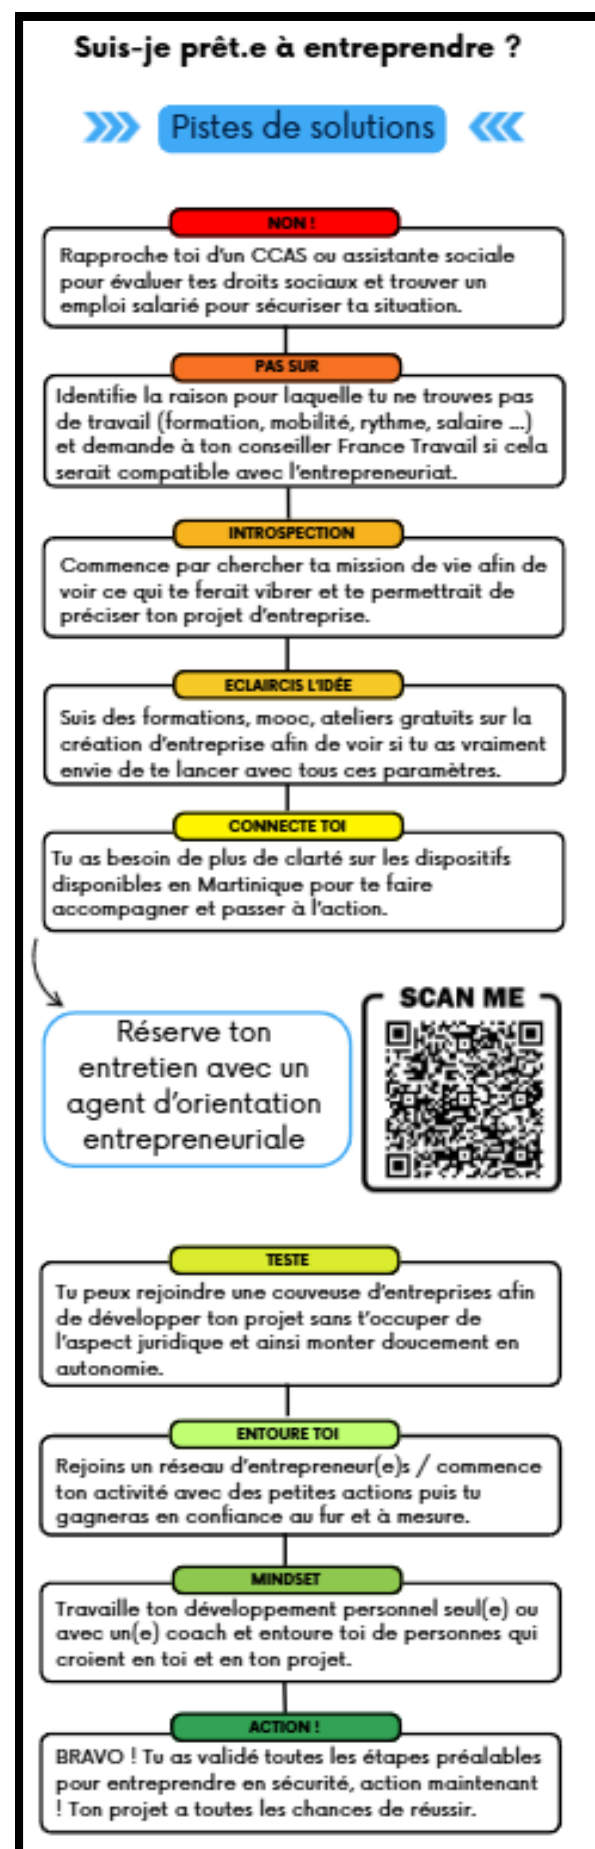 Suis-je prêt.e à entreprendre ?
Pistes de solutions
NON !
Rapproche toi d'un CCAS ou assistante sociale
pour évaluer tes droits sociaux et trouver un
emploi salarié pour sécuriser ta situation.
PAS SUR
Identifie la raison pour laquelle tu ne trouves pas
de travail (formation, mobilité, rythme, salaire ...)
et demande à ton conseiller France Travail si cela
serait compatible avec l'entrepreneuriat.
INTROSPECTION
Commence par chercher ta mission de vie afin de
voir ce qui te ferait vibrer et te permettrait de
préciser ton projet d'entreprise.
ECLAIRCIS L'IDÉE
Suis des formations, mooc, ateliers gratuits sur la
création d'entreprise afin de voir si tu as vraiment
envie de te lancer avec tous ces paramètres.
CONNECTE TOI
Tu as besoin de plus de clarté sur les dispositifs
disponibles en Martinique pour te faire
accompagner et passer à l'action.
Réserve ton
entretien avec un
agent d'orientation
entrepreneuriale
SCAN ME
TESTE
Tu peux rejoindre une couveuse d'entreprises afin
de développer ton projet sans t'occuper de
l'aspect juridique et ainsi monter doucement en
autonomie.
ENTOURE TOI
Rejoins un réseau d'entrepreneur(e)s / commence
ton activité avec des petites actions puis tu
gagneras en confiance au fur et à mesure.
MINDSET
Travaille ton développement personnel seul(e) ou
avec un(e) coach et entoure toi de personnes qui
croient en toi et en ton projet.
ACTION !
BRAVO ! Tu as validé toutes les étapes préalables
pour entreprendre en sécurité, action maintenant
! Ton projet a toutes les chances de réussir.